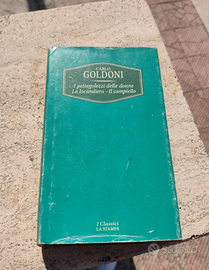 CARLO
GOLDONI
I pettegolezzi delle donne
La locandiera - Il campiello
I Classici
LA STAMPA